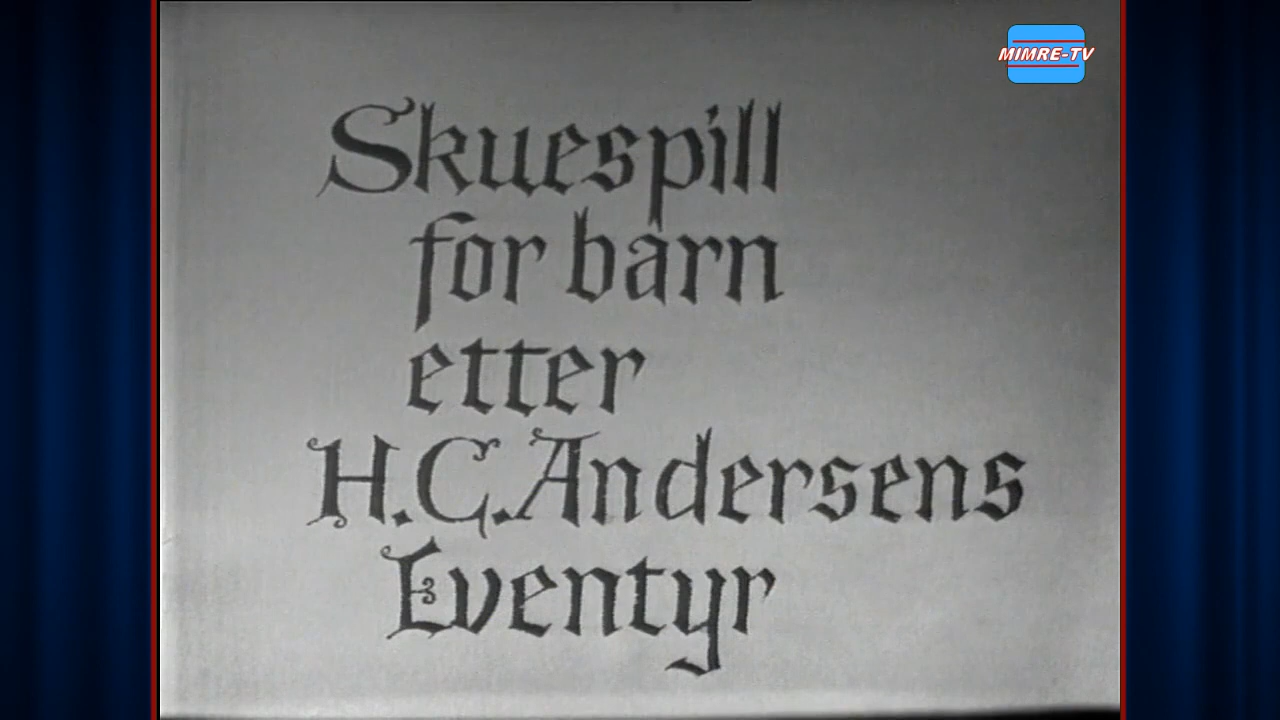 MIMRE-TV
Skuespill
for barn
etter
H.C. Andersens
Eventyr